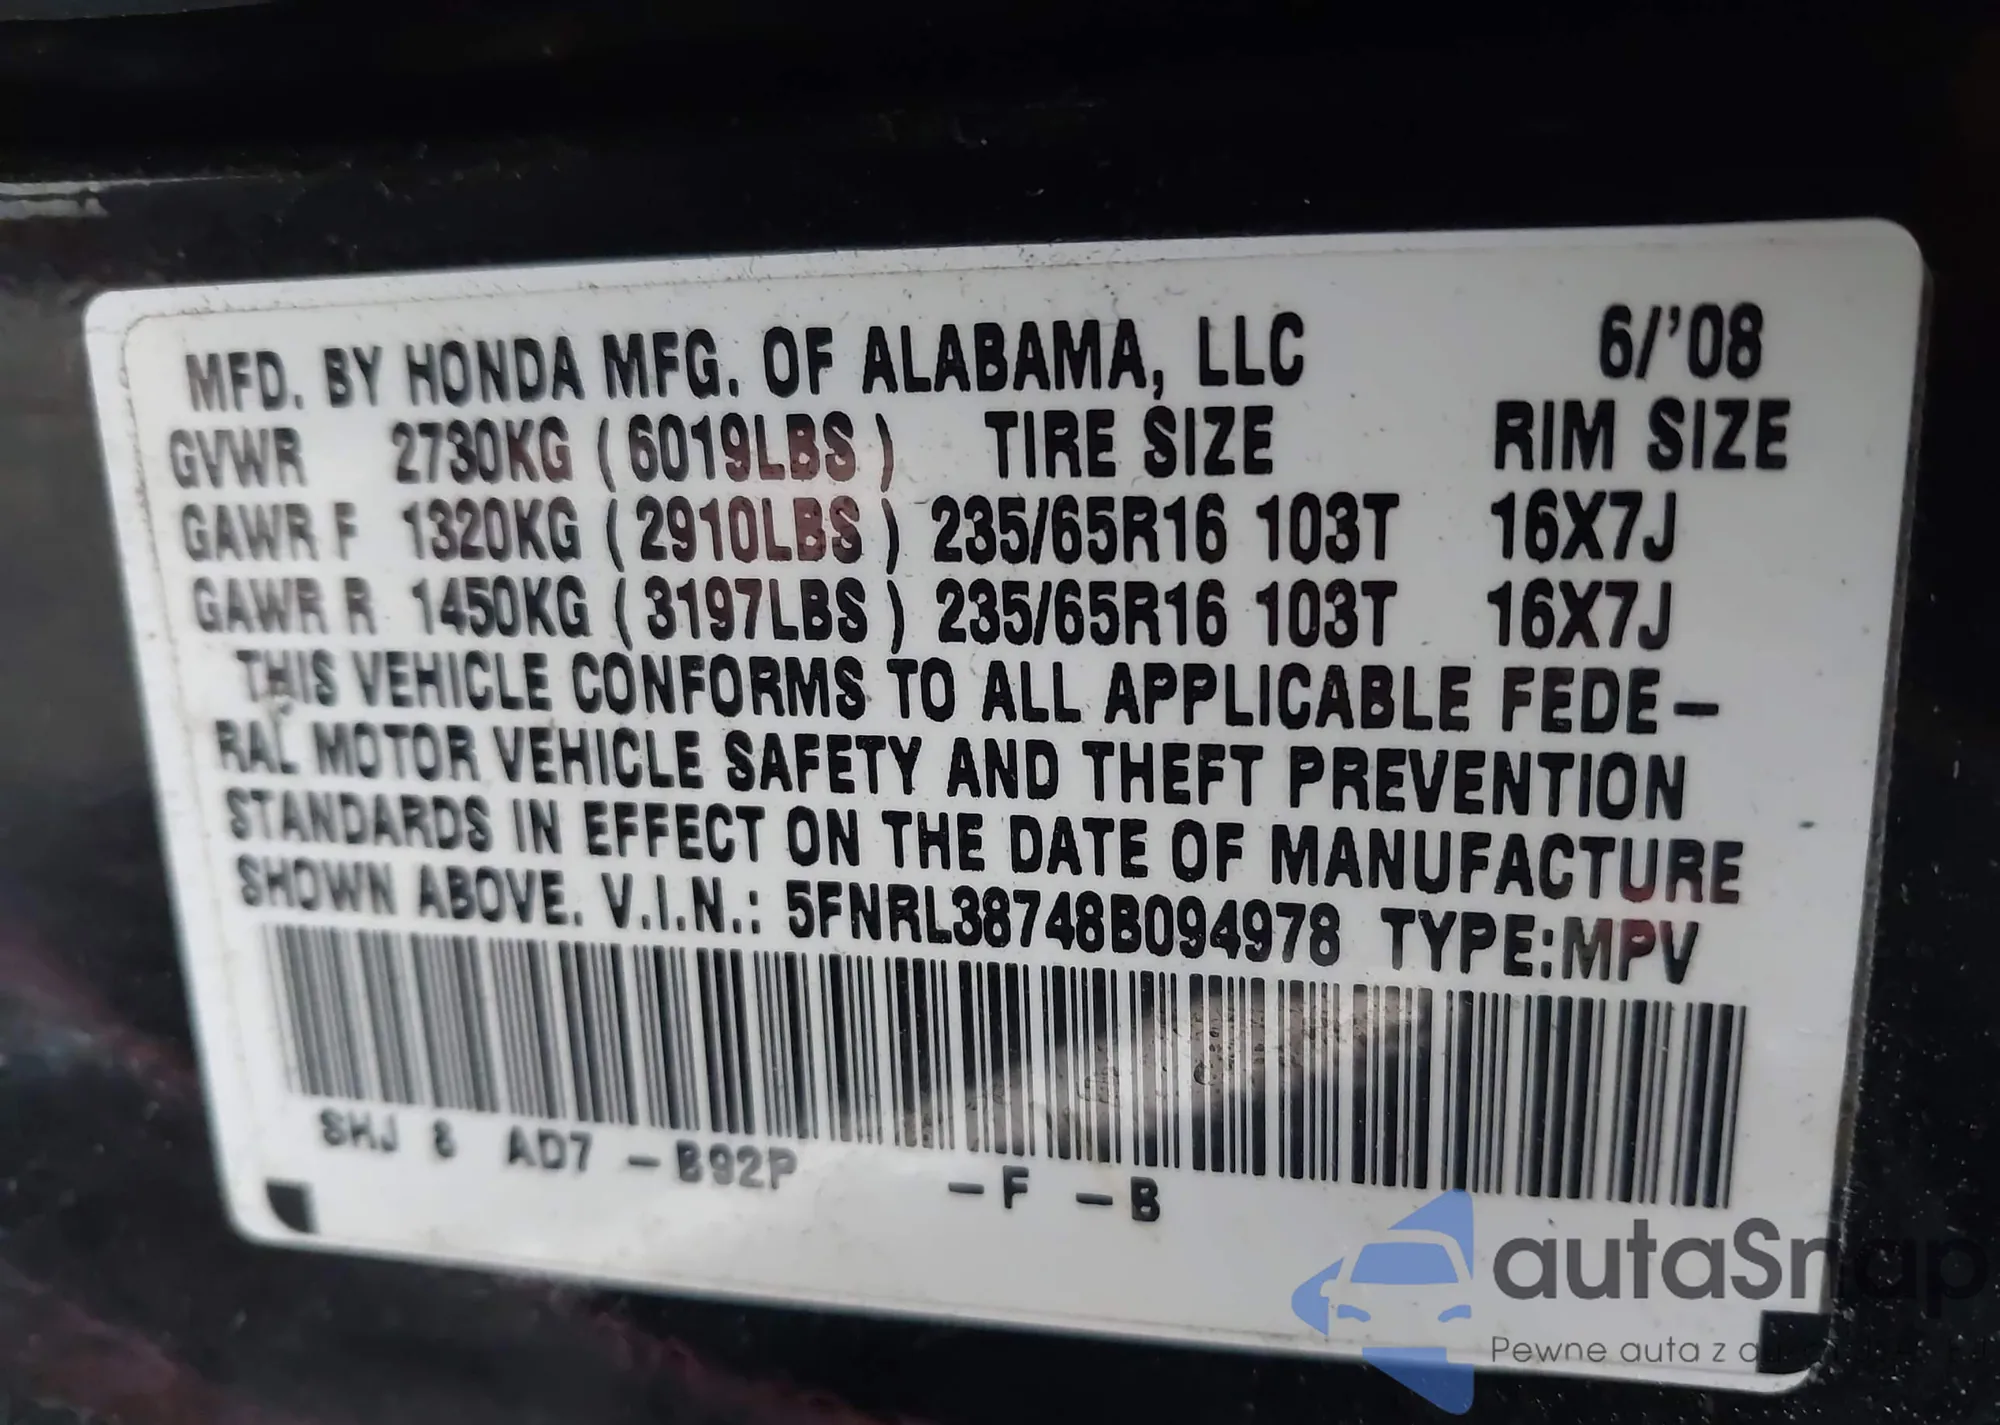 MFD. BY HONDA MFG. OF ALABAMA, LLC 6/'08
GVWR 2730KG (6019LBS) TIRE SIZE RIM SIZE
GAWR F 1320KG (2910LBS) 235/65R16 103T 16X7J
GAWR R 1450KG (3197LBS) 235/65R16 103T 16X7J
THIS VEHICLE CONFORMS TO ALL APPLICABLE FEDE-
RAL MOTOR VEHICLE SAFETY AND THEFT PREVENTION
STANDARDS IN EFFECT ON THE DATE OF MANUFACTURE
SHOWN ABOVE. V.I.N.: 5FNRL38748B094978 TYPE:MPV
SHJ 8 AD7 -B92P -F -B
autaSnap
Pewne auta z